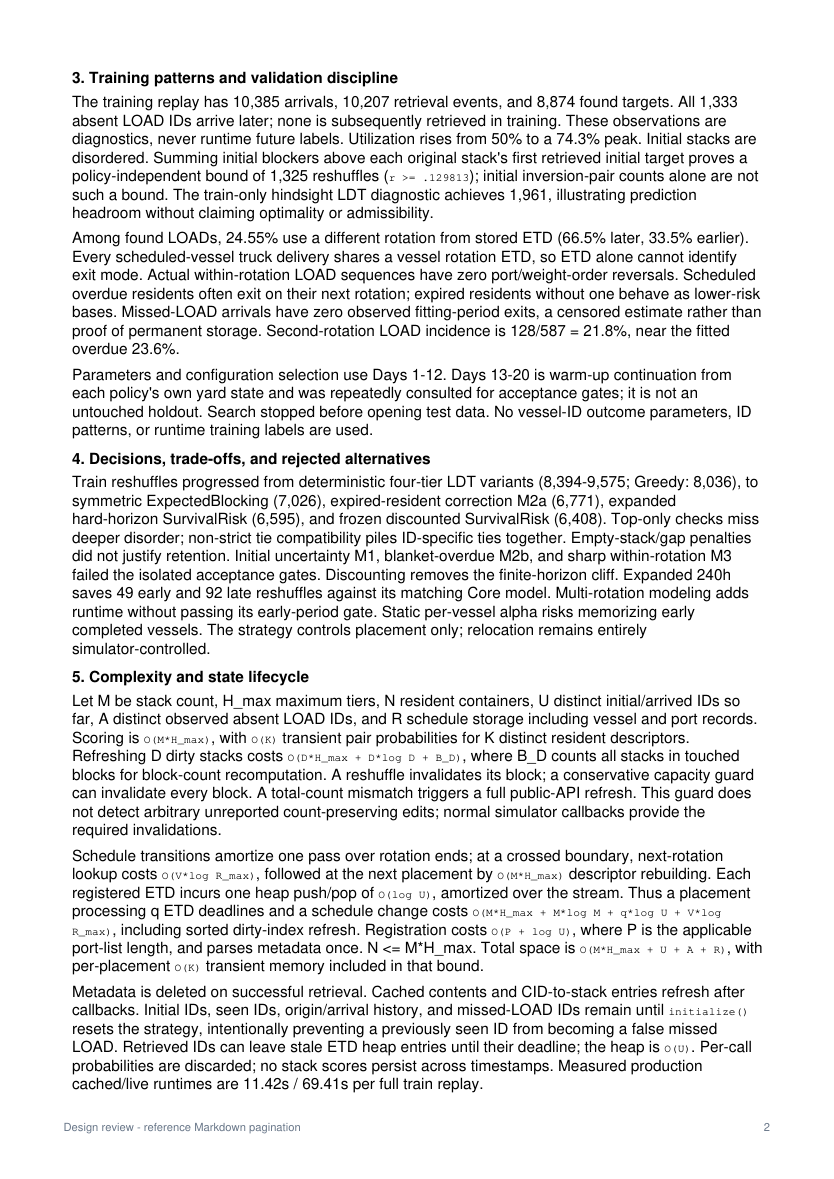 3. Training patterns and validation discipline
The training replay has 10,385 arrivals, 10,207 retrieval events, and 8,874 found targets. All 1,333
absent LOAD IDs arrive later; none is subsequently retrieved in training. These observations are
diagnostics, never runtime future labels. Utilization rises from 50% to a 74.3% peak. Initial stacks are
disordered. Summing initial blockers above each original stack's first retrieved initial target proves a
policy-independent bound of 1,325 reshuffles (r >= .129813); initial inversion-pair counts alone are not
such a bound. The train-only hindsight LDT diagnostic achieves 1,961, illustrating prediction
headroom without claiming optimality or admissibility.
Among found LOADs, 24.55% use a different rotation from stored ETD (66.5% later, 33.5% earlier).
Every scheduled-vessel truck delivery shares a vessel rotation ETD, so ETD alone cannot identify
exit mode. Actual within-rotation LOAD sequences have zero port/weight-order reversals. Scheduled
overdue residents often exit on their next rotation; expired residents without one behave as lower-risk
bases. Missed-LOAD arrivals have zero observed fitting-period exits, a censored estimate rather than
proof of permanent storage. Second-rotation LOAD incidence is 128/587 = 21.8%, near the fitted
overdue 23.6%.
Parameters and configuration selection use Days 1-12. Days 13-20 is warm-up continuation from
each policy's own yard state and was repeatedly consulted for acceptance gates; it is not an
untouched holdout. Search stopped before opening test data. No vessel-ID outcome parameters, ID
patterns, or runtime training labels are used.
4. Decisions, trade-offs, and rejected alternatives
Train reshuffles progressed from deterministic four-tier LDT variants (8,394-9,575; Greedy: 8,036), to
symmetric ExpectedBlocking (7,026), expired-resident correction M2a (6,771), expanded
hard-horizon SurvivalRisk (6,595), and frozen discounted SurvivalRisk (6,408). Top-only checks miss
deeper disorder; non-strict tie compatibility piles ID-specific ties together. Empty-stack/gap penalties
did not justify retention. Initial uncertainty M1, blanket-overdue M2b, and sharp within-rotation M3
failed the isolated acceptance gates. Discounting removes the finite-horizon cliff. Expanded 240h
saves 49 early and 92 late reshuffles against its matching Core model. Multi-rotation modeling adds
runtime without passing its early-period gate. Static per-vessel alpha risks memorizing early
completed vessels. The strategy controls placement only; relocation remains entirely
simulator-controlled.
5. Complexity and state lifecycle
Let M be stack count, H_max maximum tiers, N resident containers, U distinct initial/arrived IDs so
far, A distinct observed absent LOAD IDs, and R schedule storage including vessel and port records.
Scoring is O(M*H_max), with O(K) transient pair probabilities for K distinct resident descriptors.
Refreshing D dirty stacks costs O(D*H_max + D*log D + B_D), where B_D counts all stacks in touched
blocks for block-count recomputation. A reshuffle invalidates its block; a conservative capacity guard
can invalidate every block. A total-count mismatch triggers a full public-API refresh. This guard does
not detect arbitrary unreported count-preserving edits; normal simulator callbacks provide the
required invalidations.
Schedule transitions amortize one pass over rotation ends; at a crossed boundary, next-rotation
lookup costs O(V*log R_max), followed at the next placement by O(M*H_max) descriptor rebuilding. Each
registered ETD incurs one heap push/pop of O(log U), amortized over the stream. Thus a placement
processing q ETD deadlines and a schedule change costs O(M*H_max + M*log M + q*log U + V*log
R_max), including sorted dirty-index refresh. Registration costs O(P + log U), where P is the applicable
port-list length, and parses metadata once. N <= M*H_max. Total space is O(M*H_max + U + A + R), with
per-placement O(K) transient memory included in that bound.
Metadata is deleted on successful retrieval. Cached contents and CID-to-stack entries refresh after
callbacks. Initial IDs, seen IDs, origin/arrival history, and missed-LOAD IDs remain until initialize()
resets the strategy, intentionally preventing a previously seen ID from becoming a false missed
LOAD. Retrieved IDs can leave stale ETD heap entries until their deadline; the heap is O(U). Per-call
probabilities are discarded; no stack scores persist across timestamps. Measured production
cached/live runtimes are 11.42s / 69.41s per full train replay.
Design review - reference Markdown pagination
2